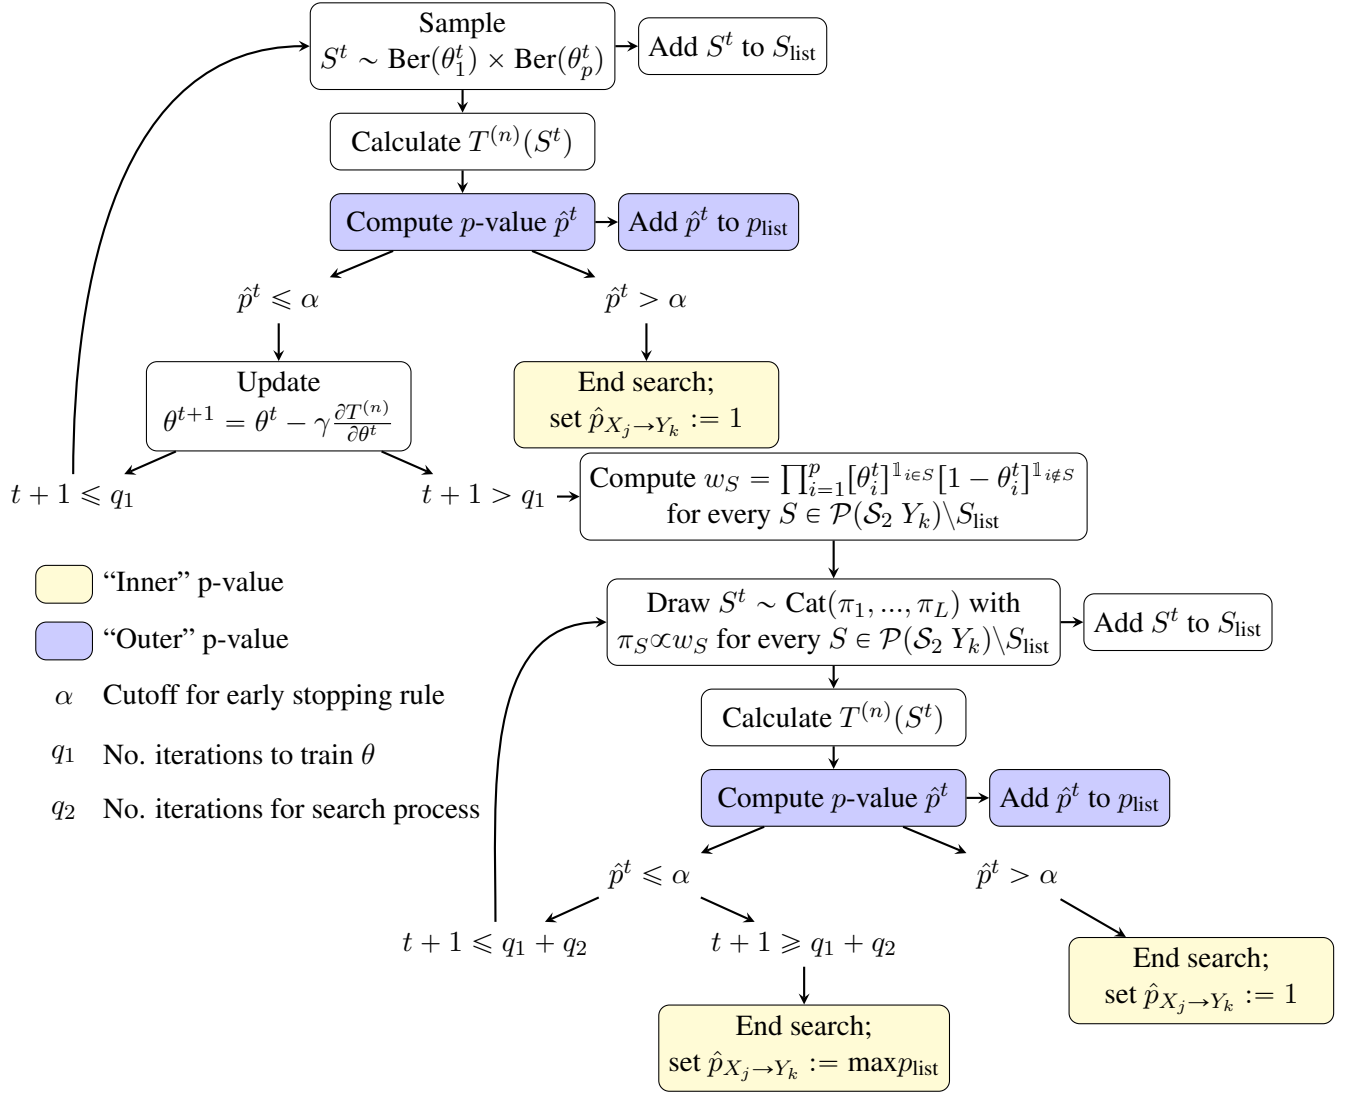 Sample
S^t ∼ Ber(θ_1^t) × Ber(θ_p^t)
Add S^t to S_list
Calculate T^(n)(S^t)
Compute p-value p̂^t
Add p̂^t to p_list
p̂^t ⩽ α
p̂^t > α
Update
θ^{t+1} = θ^t − γ ∂T^(n)/∂θ^t
End search;
set p̂_{X_j→Y_k} := 1
t + 1 ⩽ q_1
t + 1 > q_1
Compute w_S = ∏_{i=1}^p [θ_i^t]^{𝟙_{i∈S}} [1 − θ_i^t]^{𝟙_{i∉S}}
for every S ∈ 𝒫(𝒮_2 Y_k)\S_list
“Inner” p-value
“Outer” p-value
α Cutoff for early stopping rule
q_1 No. iterations to train θ
q_2 No. iterations for search process
Draw S^t ∼ Cat(π_1, ..., π_L) with
π_S∝w_S for every S ∈ 𝒫(𝒮_2 Y_k)\S_list
Add S^t to S_list
Calculate T^(n)(S^t)
Compute p-value p̂^t
Add p̂^t to p_list
p̂^t ⩽ α
p̂^t > α
t + 1 ⩽ q_1 + q_2
t + 1 ⩾ q_1 + q_2
End search;
set p̂_{X_j→Y_k} := 1
End search;
set p̂_{X_j→Y_k} := maxp_list